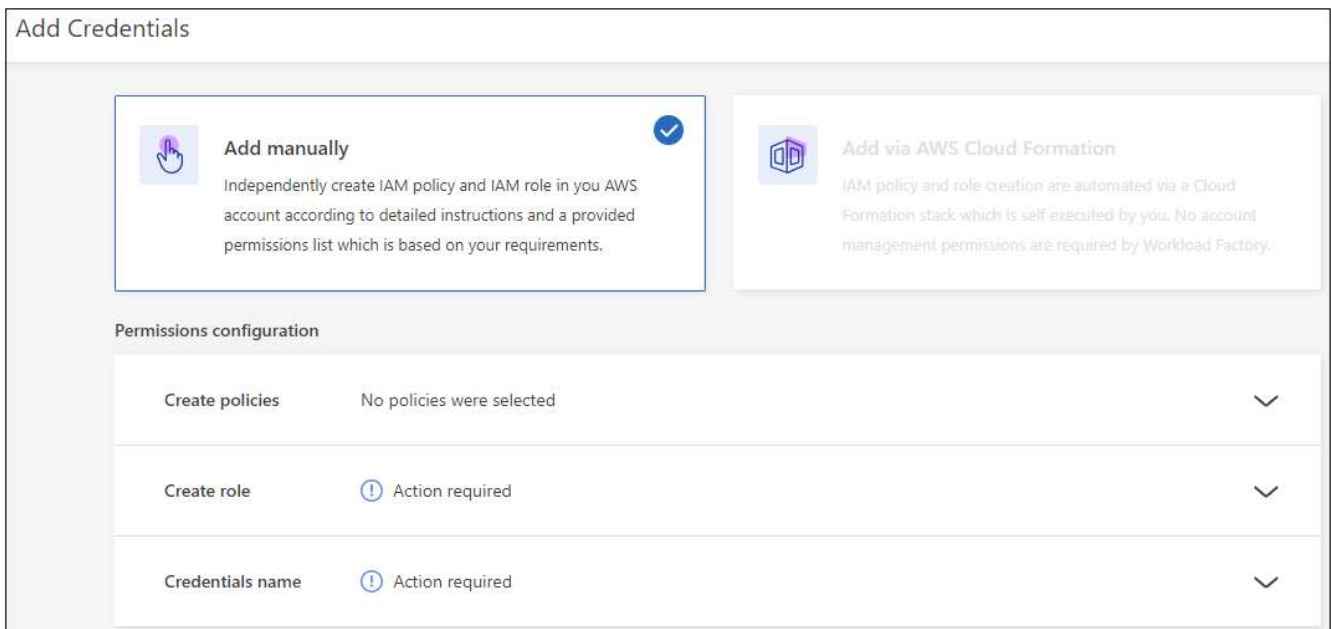 Add Credentials
Add manually
Independently create IAM policy and IAM role in you AWS
account according to detailed instructions and a provided
permissions list which is based on your requirements.
Add via AWS Cloud Formation
IAM policy and role creation are automated via a Cloud
Formation stack which is self executed by you. No account
management permissions are required by Workload Factory.
Permissions configuration
Create policies No policies were selected
Create role Action required
Credentials name Action required